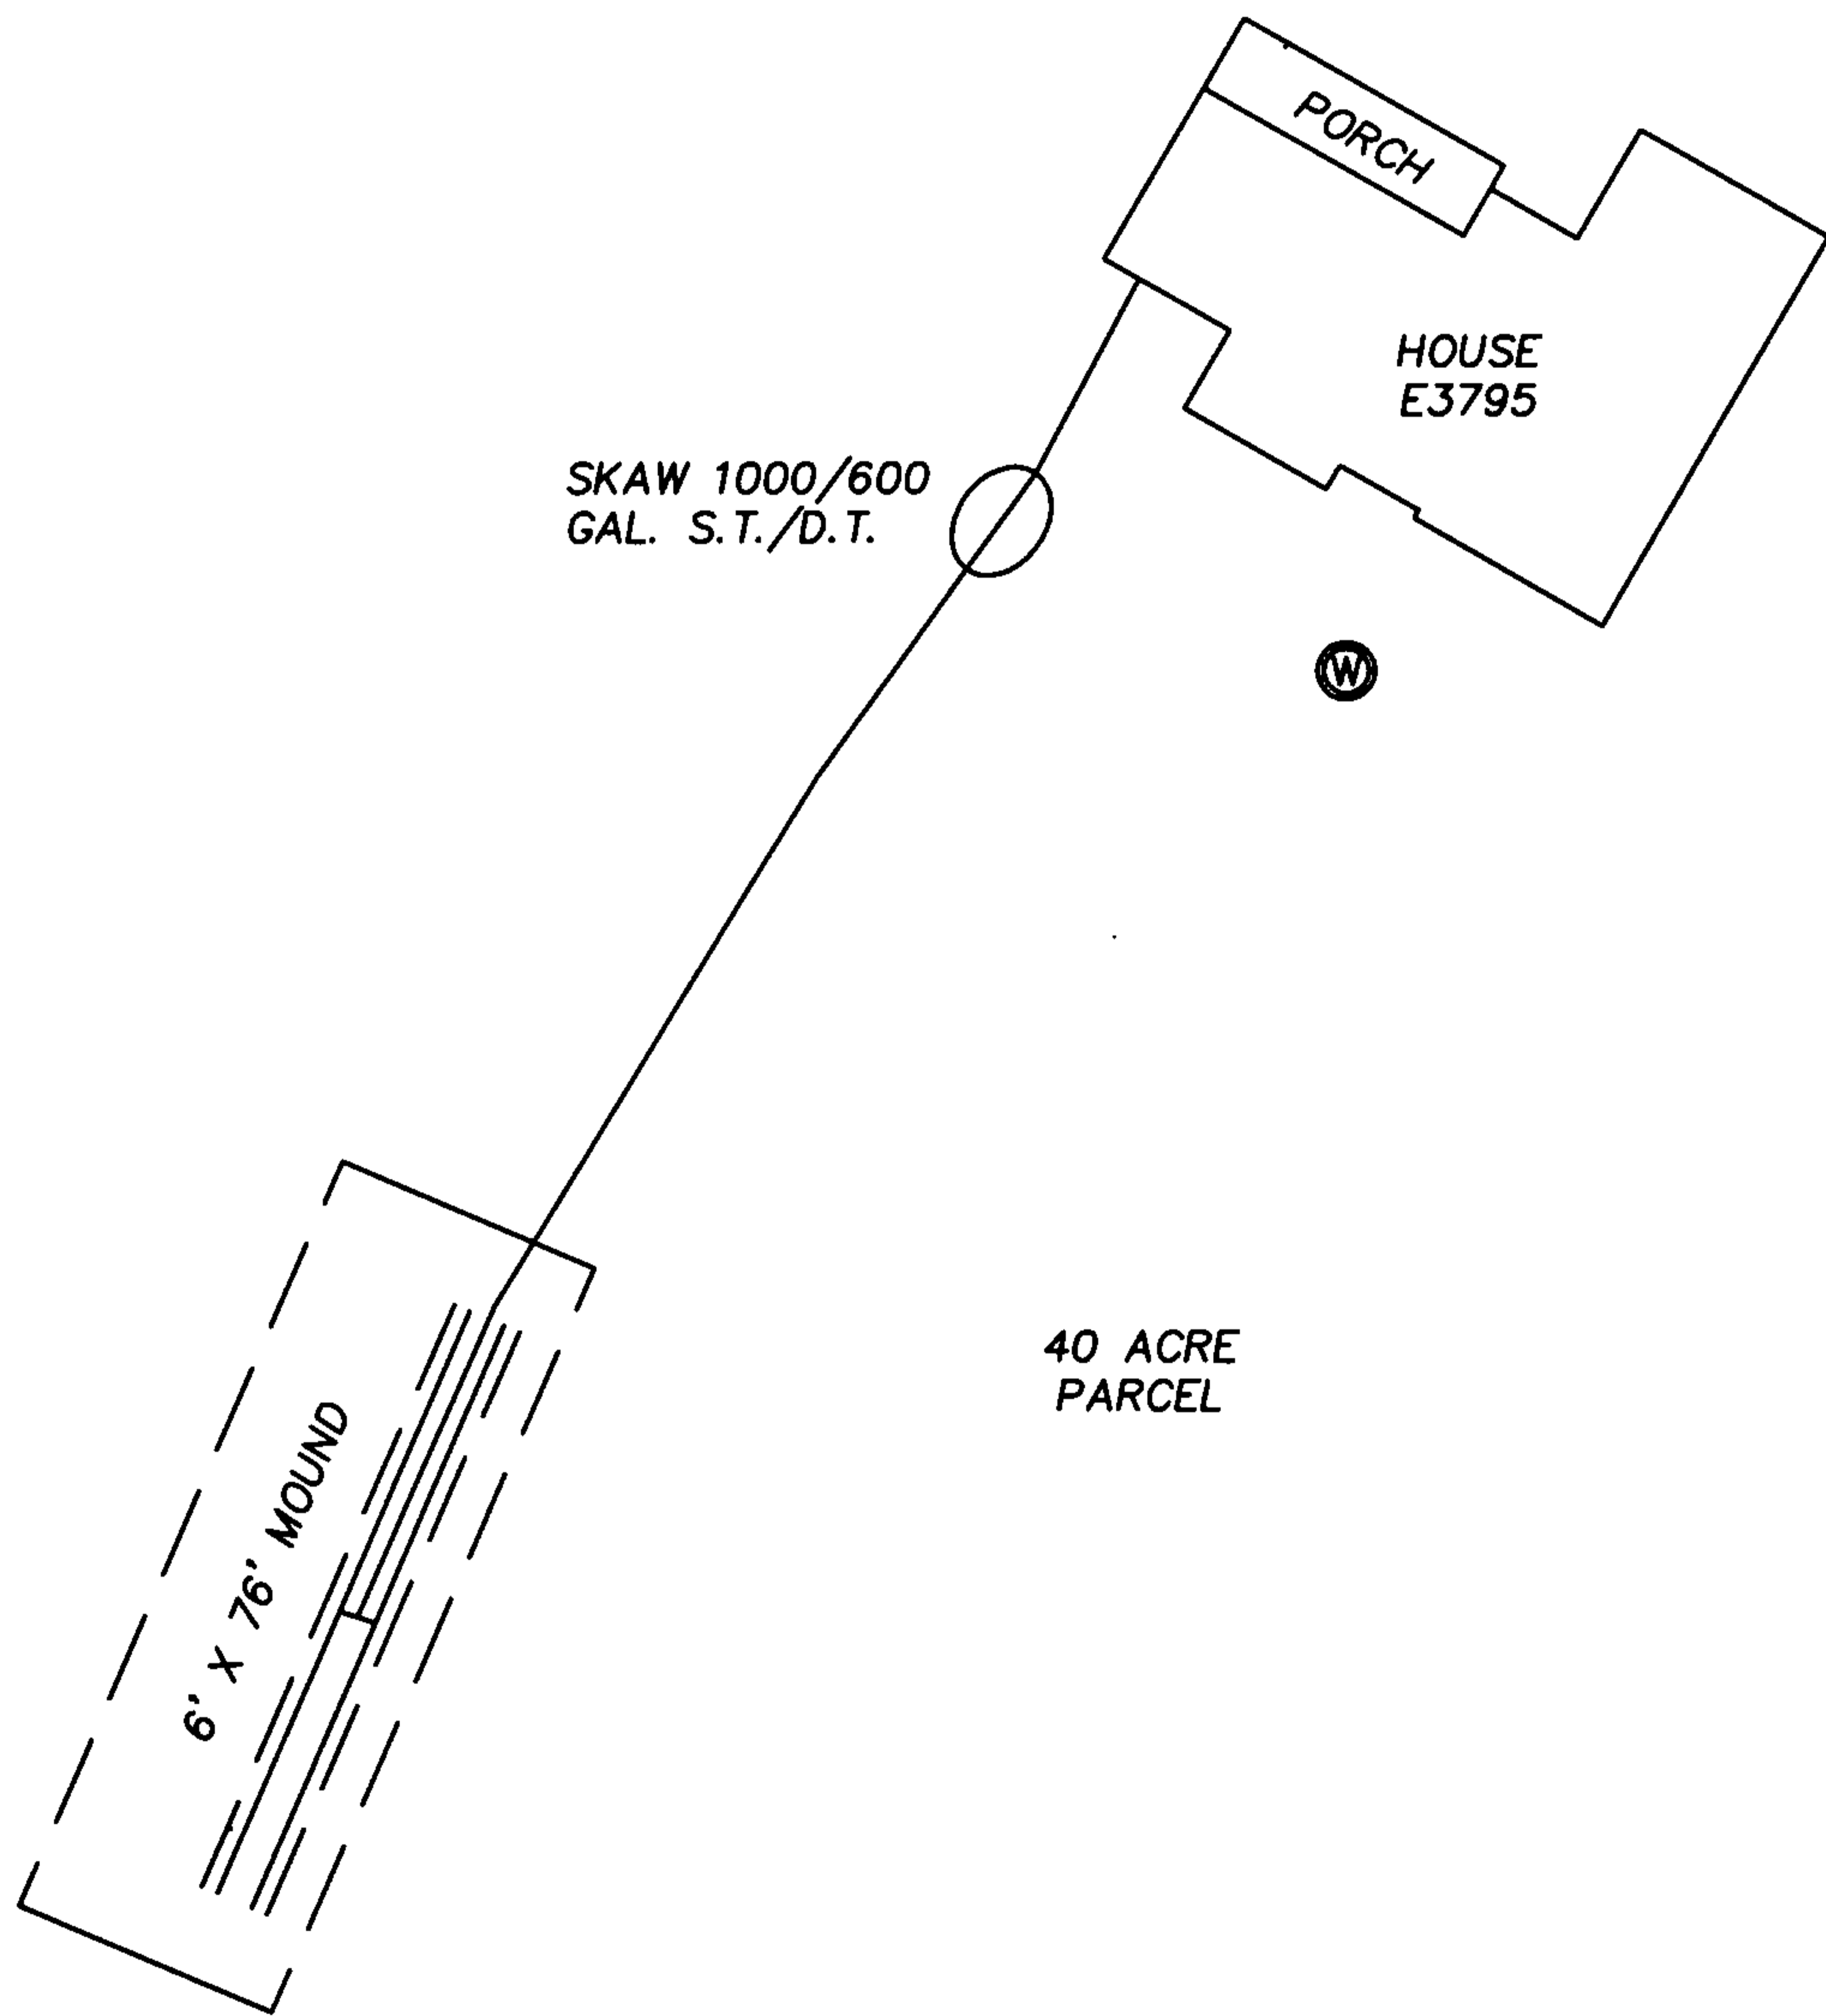 PORCH
HOUSE
E3795
SKAW 1000/600
GAL. S.T./D.T.
W
40 ACRE
PARCEL
6' X 76' MOUND